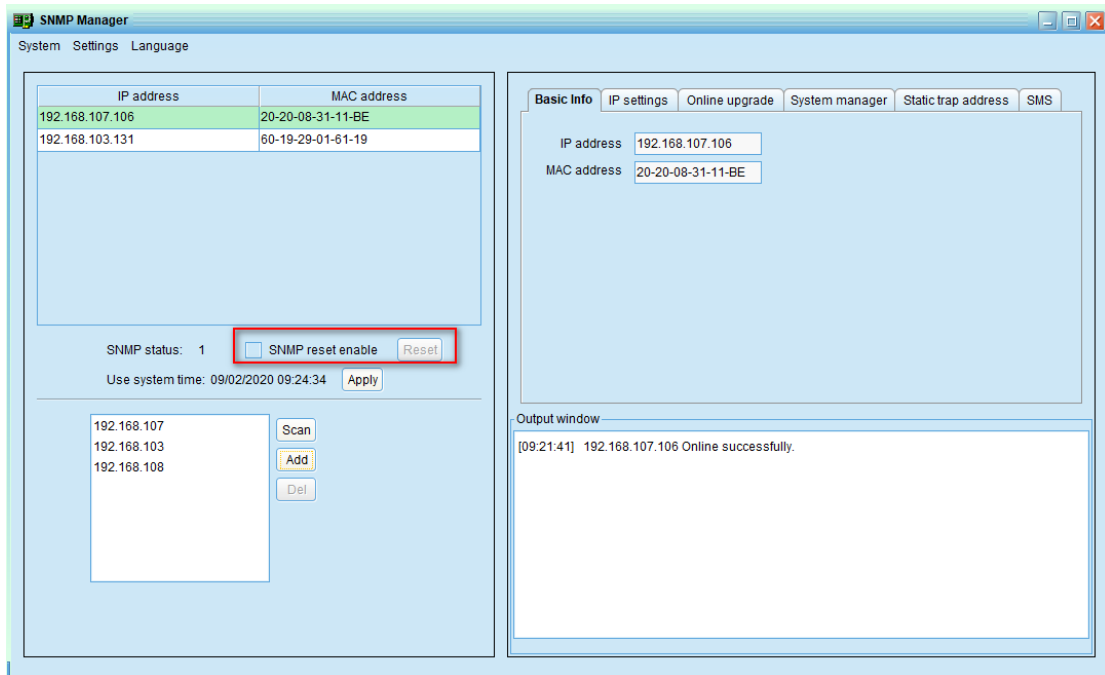 SNMP Manager
System Settings Language
IP address MAC address
192.168.107.106 20-20-08-31-11-BE
192.168.103.131 60-19-29-01-61-19
SNMP status: 1 SNMP reset enable Reset
Use system time: 09/02/2020 09:24:34 Apply
192.168.107
192.168.103
192.168.108
Scan
Add
Del
Basic Info IP settings Online upgrade System manager Static trap address SMS
IP address 192.168.107.106
MAC address 20-20-08-31-11-BE
Output window
[09:21:41] 192.168.107.106 Online successfully.